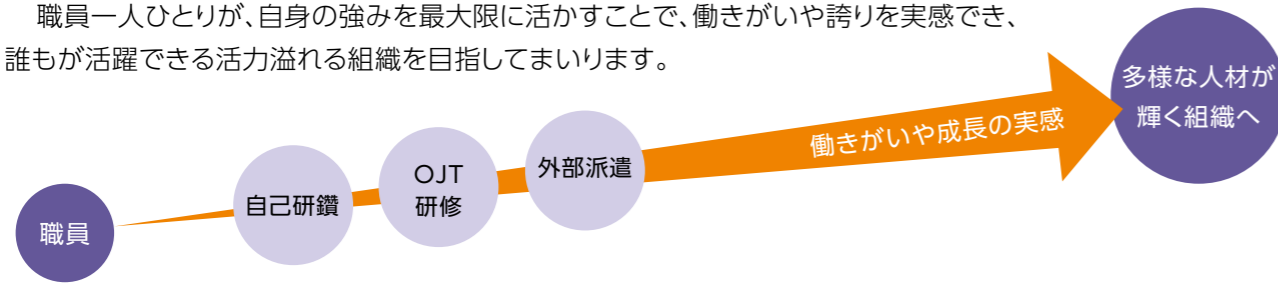 職員一人ひとりが、自身の強みを最大限に活かすことで、働きがいや誇りを実感でき、
誰もが活躍できる活力溢れる組織を目指してまいります。
職員
自己研鑽
OJT
研修
外部派遣
働きがいや成長の実感
多様な人材が
輝く組織へ